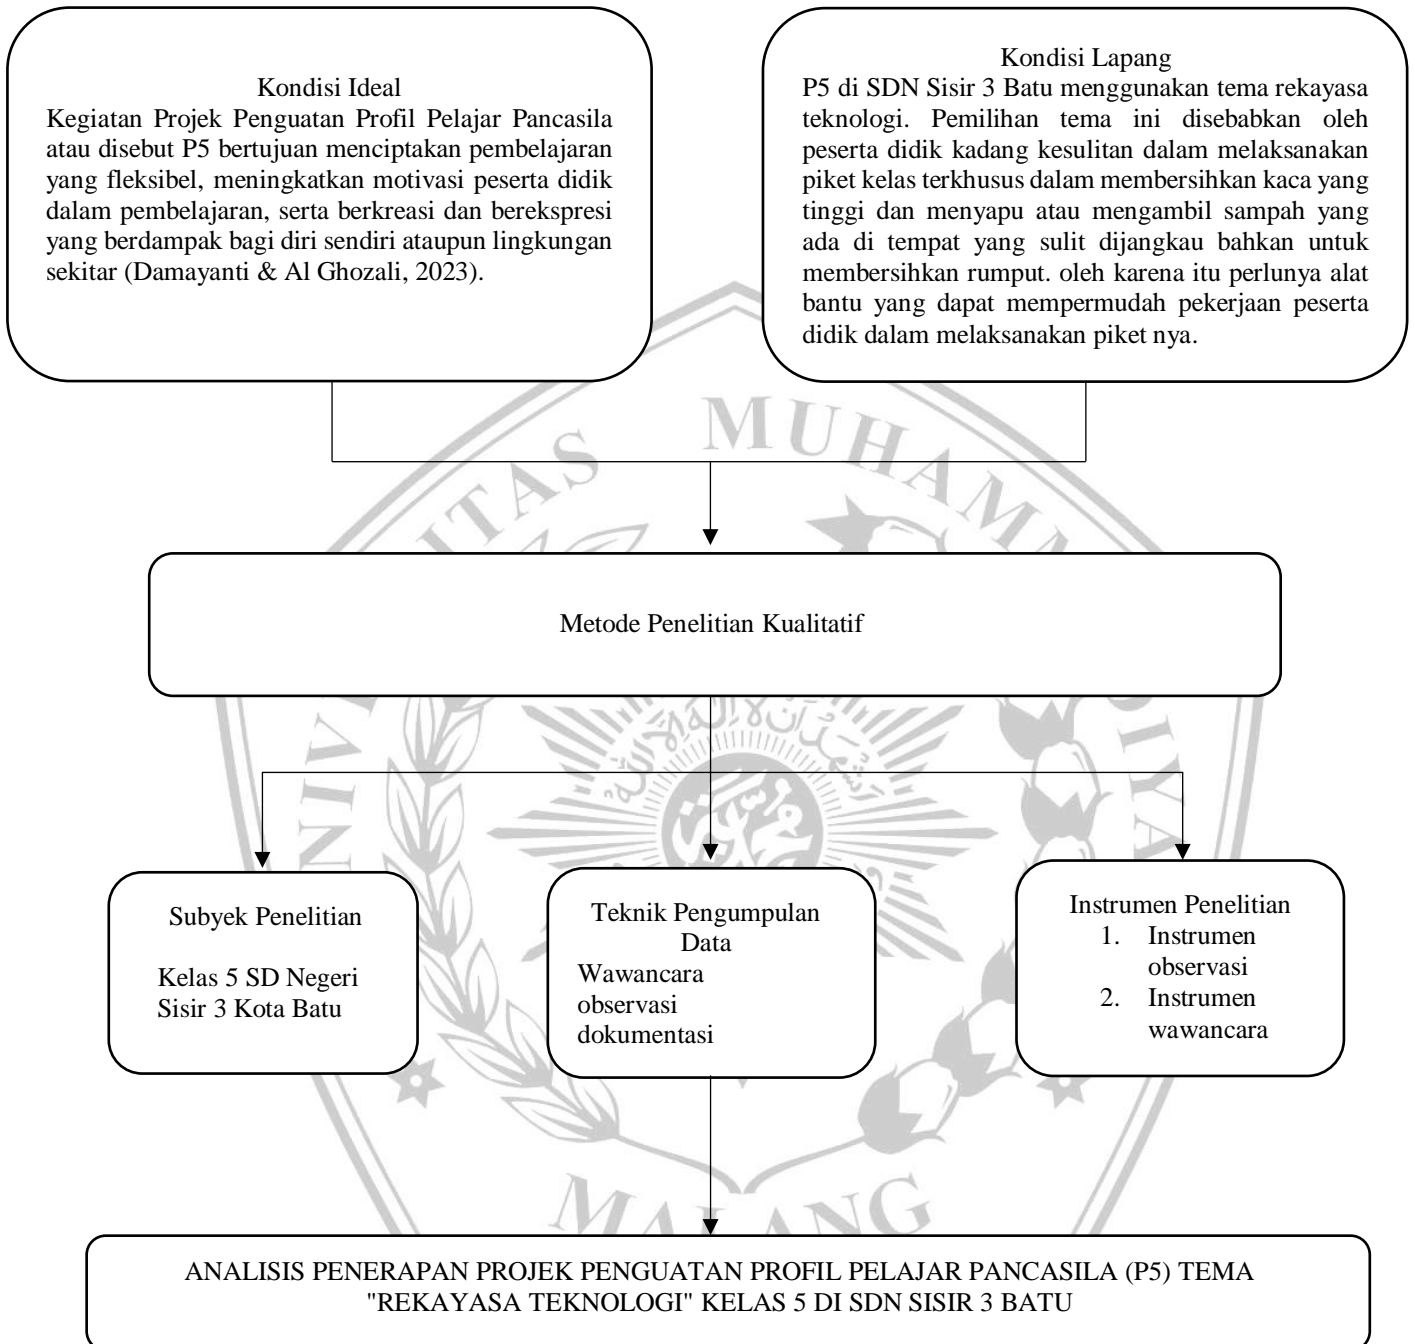 Kondisi Ideal
Kegiatan Projek Penguatan Profil Pelajar Pancasila
atau disebut P5 bertujuan menciptakan pembelajaran
yang fleksibel, meningkatkan motivasi peserta didik
dalam pembelajaran, serta berkreasi dan berekspresi
yang berdampak bagi diri sendiri ataupun lingkungan
sekitar (Damayanti & Al Ghozali, 2023).
Kondisi Lapang
P5 di SDN Sisir 3 Batu menggunakan tema rekayasa
teknologi. Pemilihan tema ini disebabkan oleh
peserta didik kadang kesulitan dalam melaksanakan
piket kelas terkhusus dalam membersihkan kaca yang
tinggi dan menyapu atau mengambil sampah yang
ada di tempat yang sulit dijangkau bahkan untuk
membersihkan rumput. oleh karena itu perlunya alat
bantu yang dapat mempermudah pekerjaan peserta
didik dalam melaksanakan piket nya.
Metode Penelitian Kualitatif
Subyek Penelitian
Kelas 5 SD Negeri
Sisir 3 Kota Batu
Teknik Pengumpulan
Data
Wawancara
observasi
dokumentasi
Instrumen Penelitian
1. Instrumen
observasi
2. Instrumen
wawancara
ANALISIS PENERAPAN PROJEK PENGUATAN PROFIL PELAJAR PANCASILA (P5) TEMA
"REKAYASA TEKNOLOGI" KELAS 5 DI SDN SISIR 3 BATU
MALANG